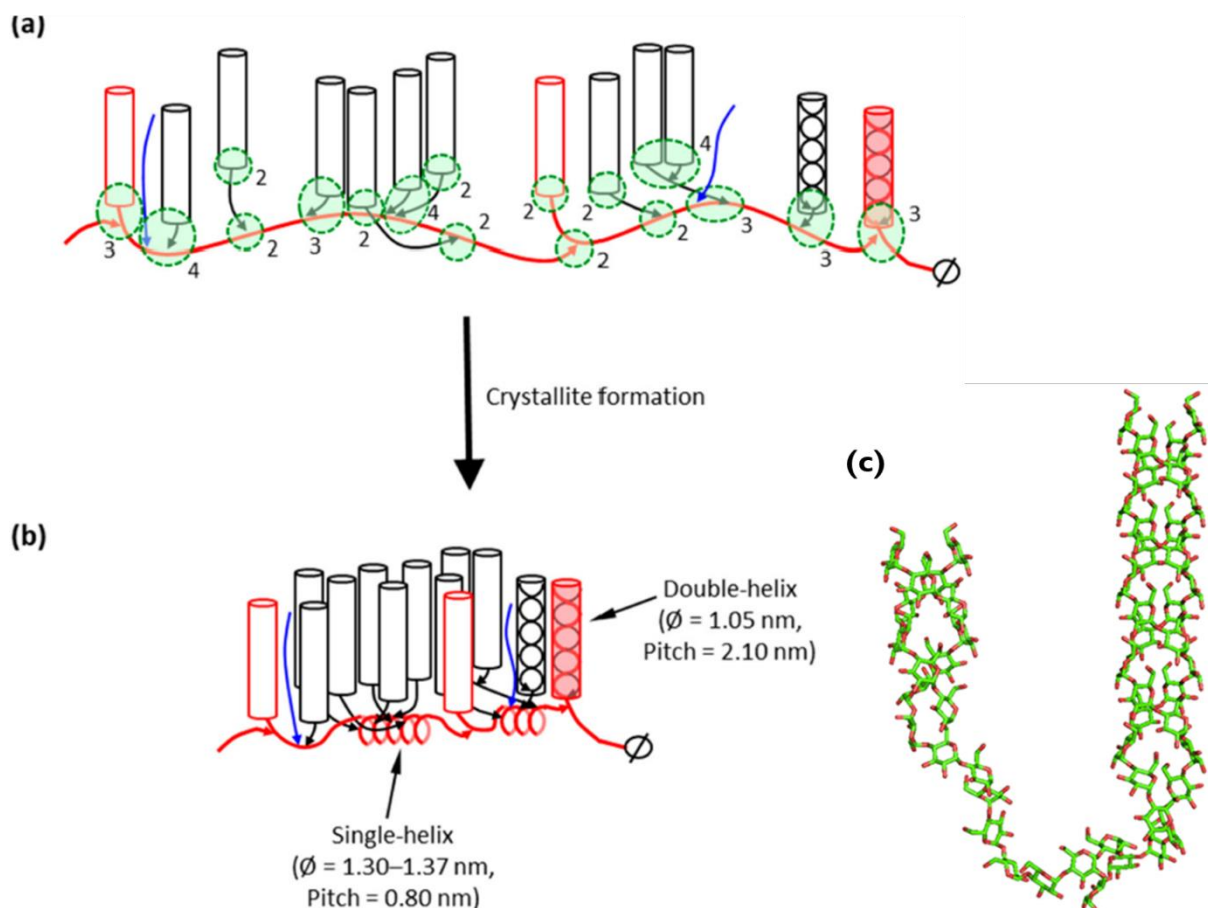 (a)
3
4
2
2
3
2
4
2
2
2
2
2
2
4
3
3
3
Crystallite formation
(b)
Double-helix
(Ø = 1.05 nm,
Pitch = 2.10 nm)
Single-helix
(Ø = 1.30–1.37 nm,
Pitch = 0.80 nm)
(c)